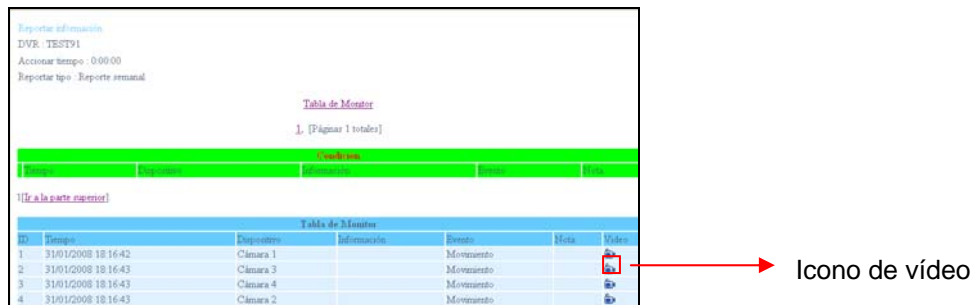 Reportar información
DVR : TEST91
Accionar tiempo : 0:00:00
Reportar tipo : Reporte semanal
Tabla de Monitor
1, [Páginas 1 totales]
Condicion
Tiempo Dispositivo Información Evento Nota
1[Ir a la parte superior]
Tabla de Monitor
ID Tiempo Dispositivo Información Evento Nota Video
1 31/01/2008 18:16:42 Cámara 1 Movimiento
2 31/01/2008 18:16:43 Cámara 3 Movimiento
3 31/01/2008 18:16:43 Cámara 4 Movimiento
4 31/01/2008 18:16:43 Cámara 2 Movimiento
Icono de vídeo